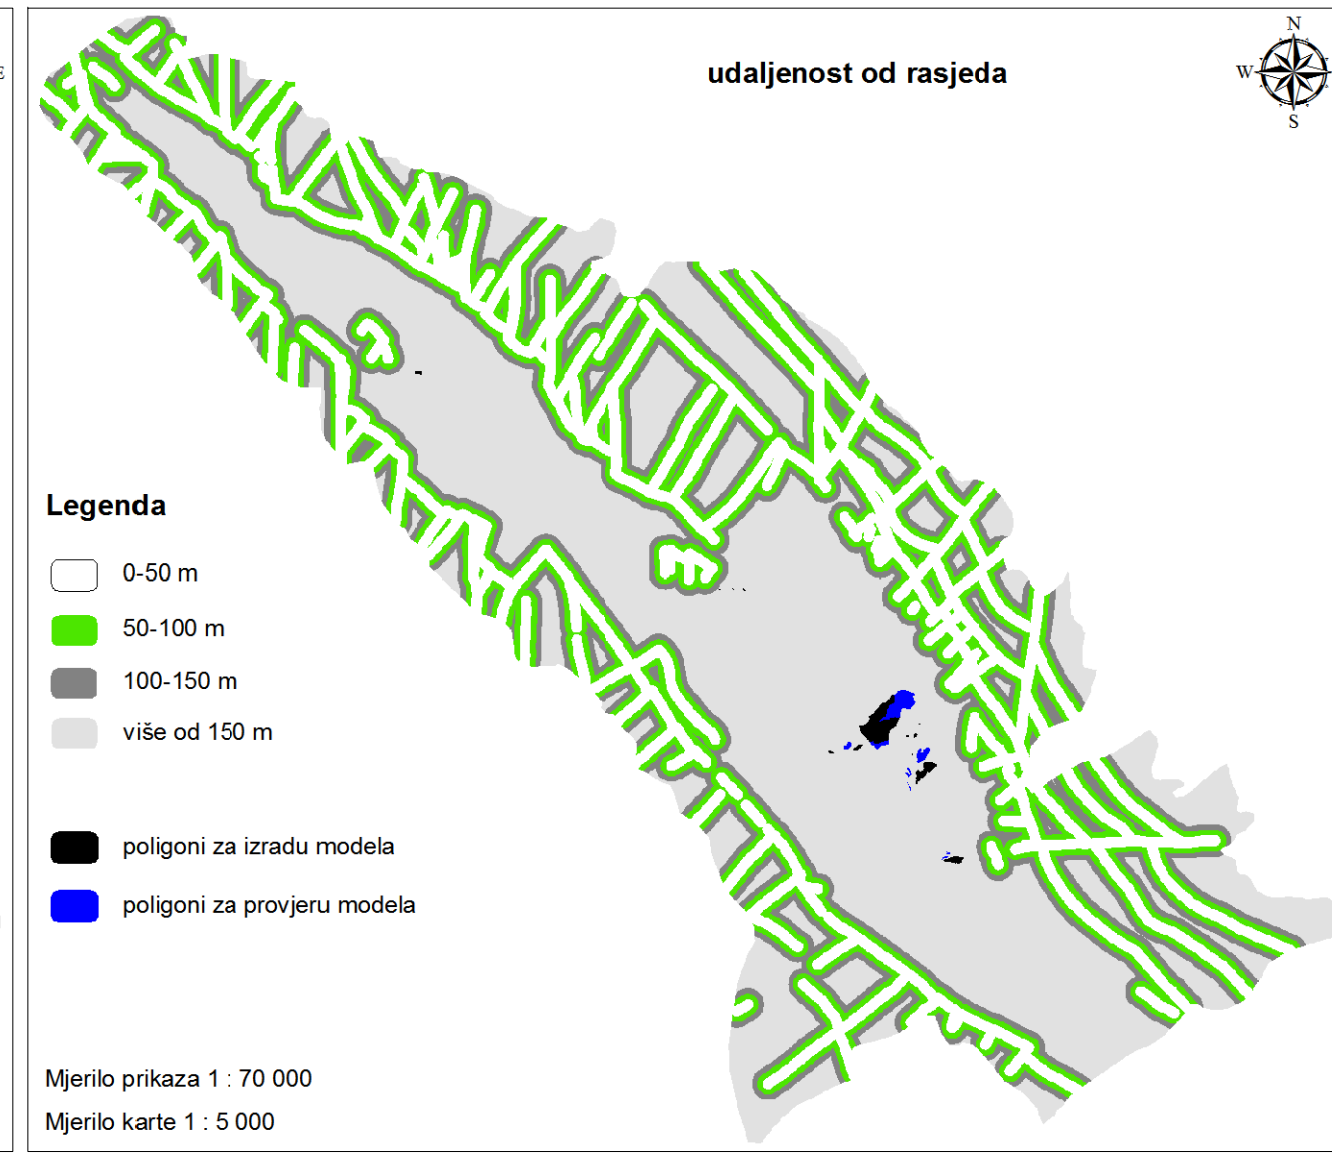 E
udaljenost od rasjeda
N
W
S
Legenda
0-50 m
50-100 m
100-150 m
više od 150 m
poligoni za izradu modela
poligoni za provjeru modela
Mjerilo prikaza 1 : 70 000
Mjerilo karte 1 : 5 000